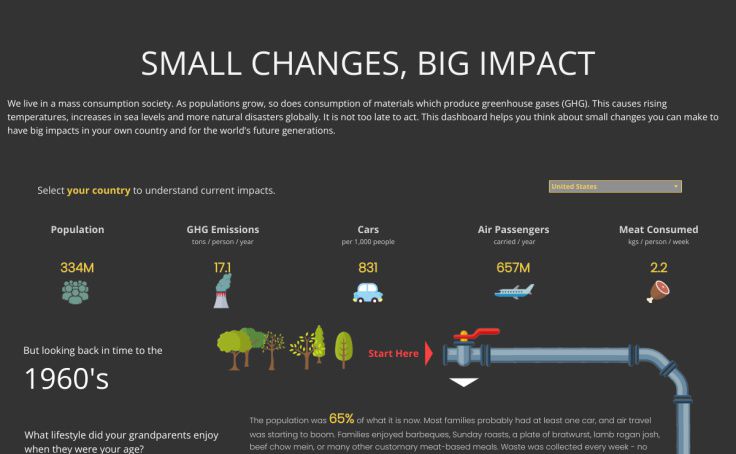 SMALL CHANGES, BIG IMPACT
We live in a mass consumption society. As populations grow, so does consumption of materials which produce greenhouse gases (GHG). This causes rising
temperatures, increases in sea levels and more natural disasters globally. It is not too late to act. This dashboard helps you think about small changes you can make to
have big impacts in your own country and for the world's future generations.
Select your country to understand current impacts.
United States
Population
GHG Emissions
Cars
Air Passengers
Meat Consumed
tons / person / year
per 1,000 people
carried / year
kgs / person / week
334M
17.1
831
657M
2.2
But looking back in time to the
1960's
Start Here
What lifestyle did your grandparents enjoy
when they were your age?
The population was 65% of what it is now. Most families probably had at least one car, and air travel
was starting to boom. Families enjoyed barbeques, Sunday roasts, a plate of bratwurst, lamb rogan josh,
beef chow mein, or many other customary meat-based meals. Waste was collected every week - no